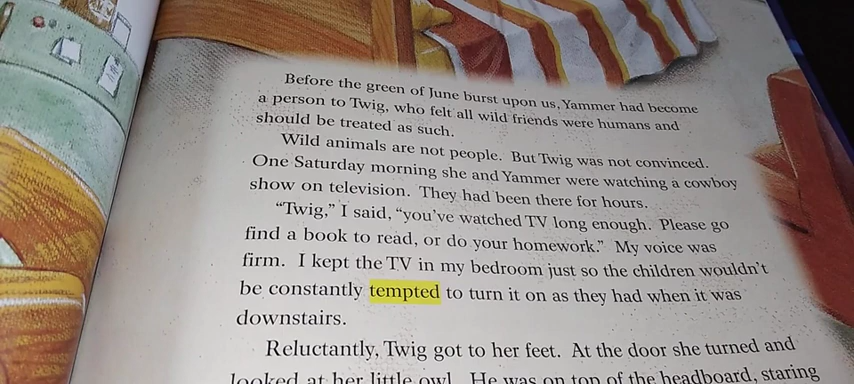 Before the green of June burst upon us, Yammer had become
a person to Twig, who felt all wild friends were humans and
should be treated as such.
Wild animals are not people. But Twig was not convinced.
One Saturday morning she and Yammer were watching a cowboy
show on television. They had been there for hours.
“Twig,” I said, “you’ve watched TV long enough. Please go
find a book to read, or do your homework.” My voice was
firm. I kept the TV in my bedroom just so the children wouldn’t
be constantly tempted to turn it on as they had when it was
downstairs.
Reluctantly, Twig got to her feet. At the door she turned and
looked at her little owl. He was on top of the headboard, staring